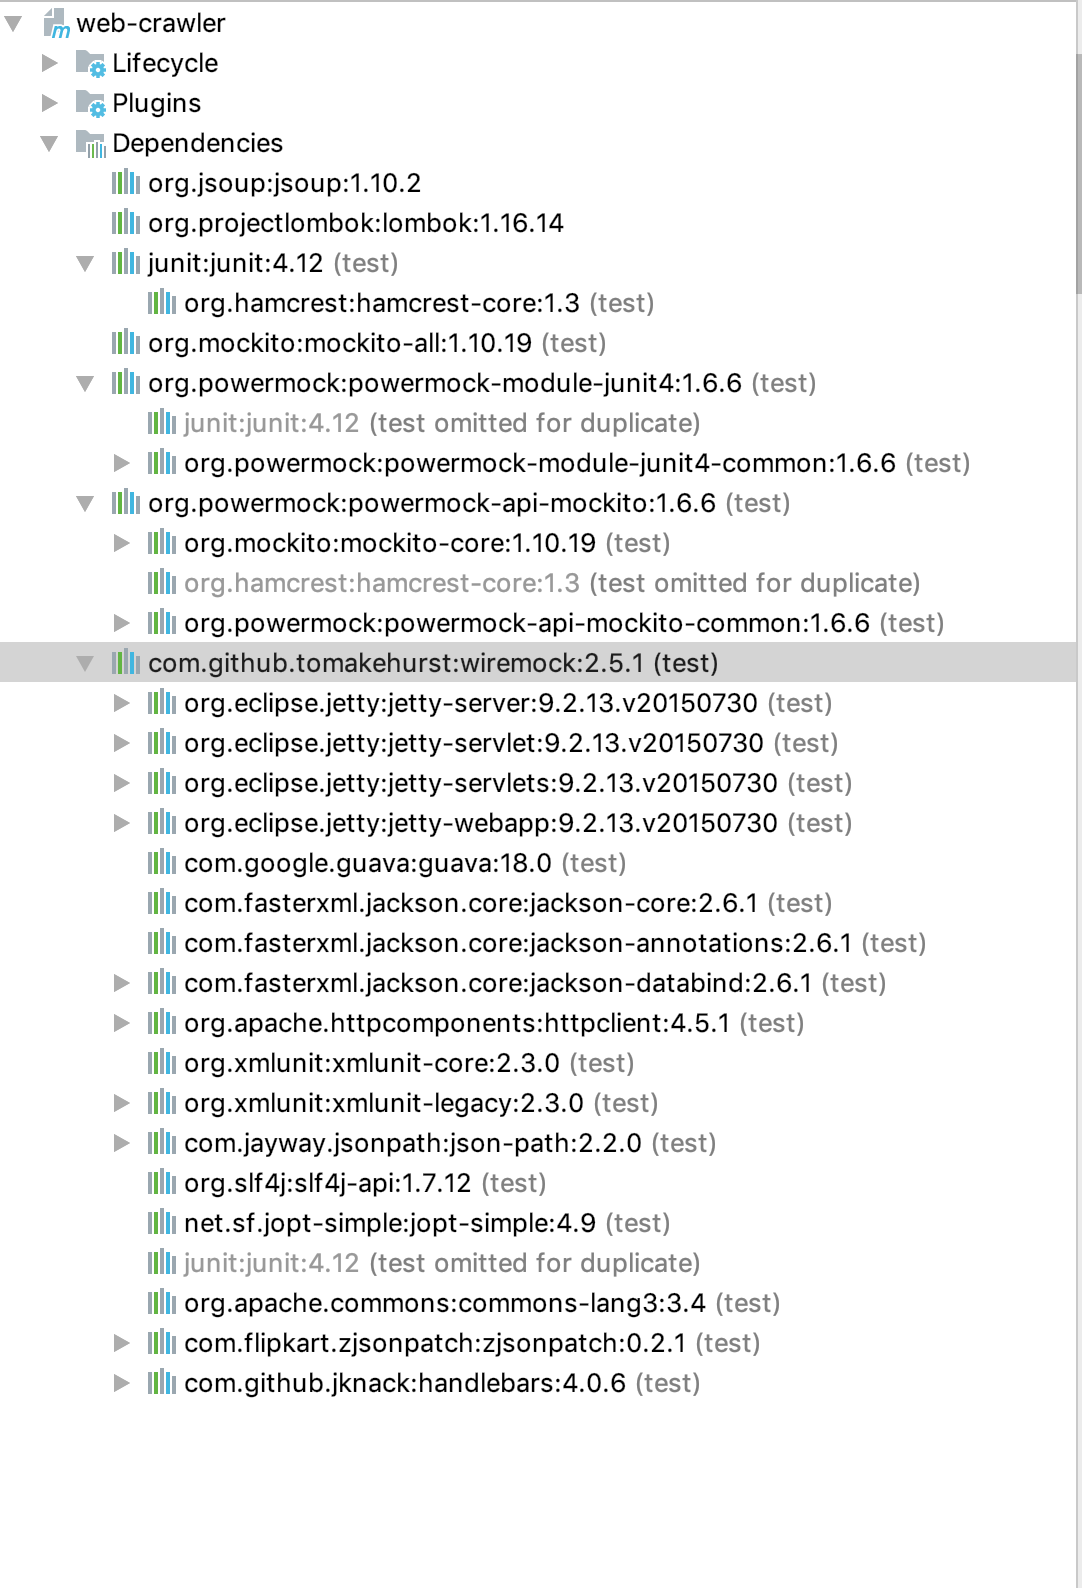 web-crawler
Lifecycle
Plugins
Dependencies
org.jsoup:jsoup:1.10.2
org.projectlombok:lombok:1.16.14
junit:junit:4.12 (test)
org.hamcrest:hamcrest-core:1.3 (test)
org.mockito:mockito-all:1.10.19 (test)
org.powermock:powermock-module-junit4:1.6.6 (test)
junit:junit:4.12 (test omitted for duplicate)
org.powermock:powermock-module-junit4-common:1.6.6 (test)
org.powermock:powermock-api-mockito:1.6.6 (test)
org.mockito:mockito-core:1.10.19 (test)
org.hamcrest:hamcrest-core:1.3 (test omitted for duplicate)
org.powermock:powermock-api-mockito-common:1.6.6 (test)
com.github.tomakehurst:wiremock:2.5.1 (test)
org.eclipse.jetty:jetty-server:9.2.13.v20150730 (test)
org.eclipse.jetty:jetty-servlet:9.2.13.v20150730 (test)
org.eclipse.jetty:jetty-servlets:9.2.13.v20150730 (test)
org.eclipse.jetty:jetty-webapp:9.2.13.v20150730 (test)
com.google.guava:guava:18.0 (test)
com.fasterxml.jackson.core:jackson-core:2.6.1 (test)
com.fasterxml.jackson.core:jackson-annotations:2.6.1 (test)
com.fasterxml.jackson.core:jackson-databind:2.6.1 (test)
org.apache.httpcomponents:httpclient:4.5.1 (test)
org.xmlunit:xmlunit-core:2.3.0 (test)
org.xmlunit:xmlunit-legacy:2.3.0 (test)
com.jayway.jsonpath:json-path:2.2.0 (test)
org.slf4j:slf4j-api:1.7.12 (test)
net.sf.jopt-simple:jopt-simple:4.9 (test)
junit:junit:4.12 (test omitted for duplicate)
org.apache.commons:commons-lang3:3.4 (test)
com.flipkart.zjsonpatch:zjsonpatch:0.2.1 (test)
com.github.jknack:handlebars:4.0.6 (test)